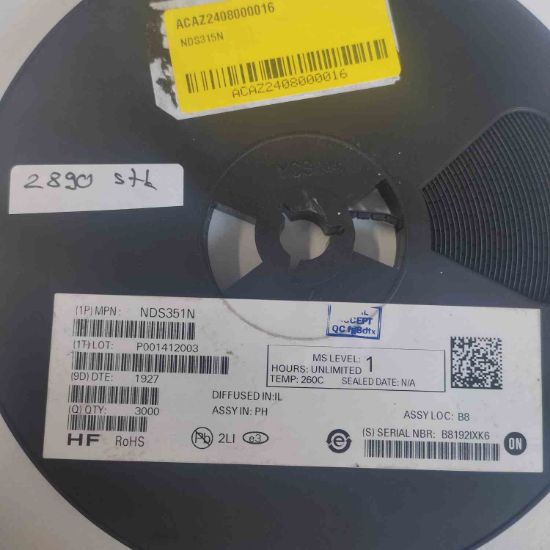 ACAZ2408000016
NDS315N
ACAZ2408000016
2890 stk
(1P) MPN: NDS351N
(1T) LOT: P001412003
(9D) DTE: 1927
(Q) QTY: 3000
HF RoHS
Pb 2LI e3
DIFFUSED IN:IL
ASSY IN: PH
ACCEPT
MS LEVEL: 1
HOURS: UNLIMITED
TEMP: 260C SEALED DATE: N/A
ASSY LOC: B8
(S) SERIAL NBR: B8192IXK6
ON